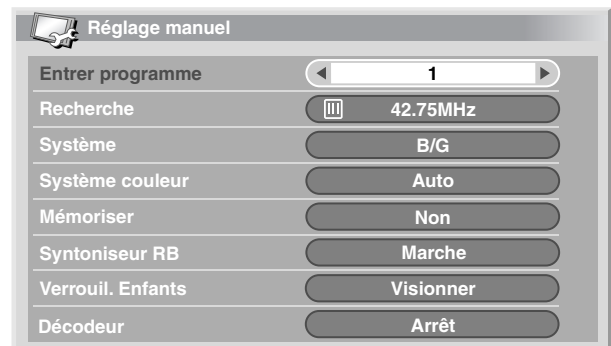 Réglage manuel
Entrer programme 1
Recherche 42.75MHz
Système B/G
Système couleur Auto
Mémoriser Non
Syntoniseur RB Marche
Verrouil. Enfants Visionner
Décodeur Arrêt